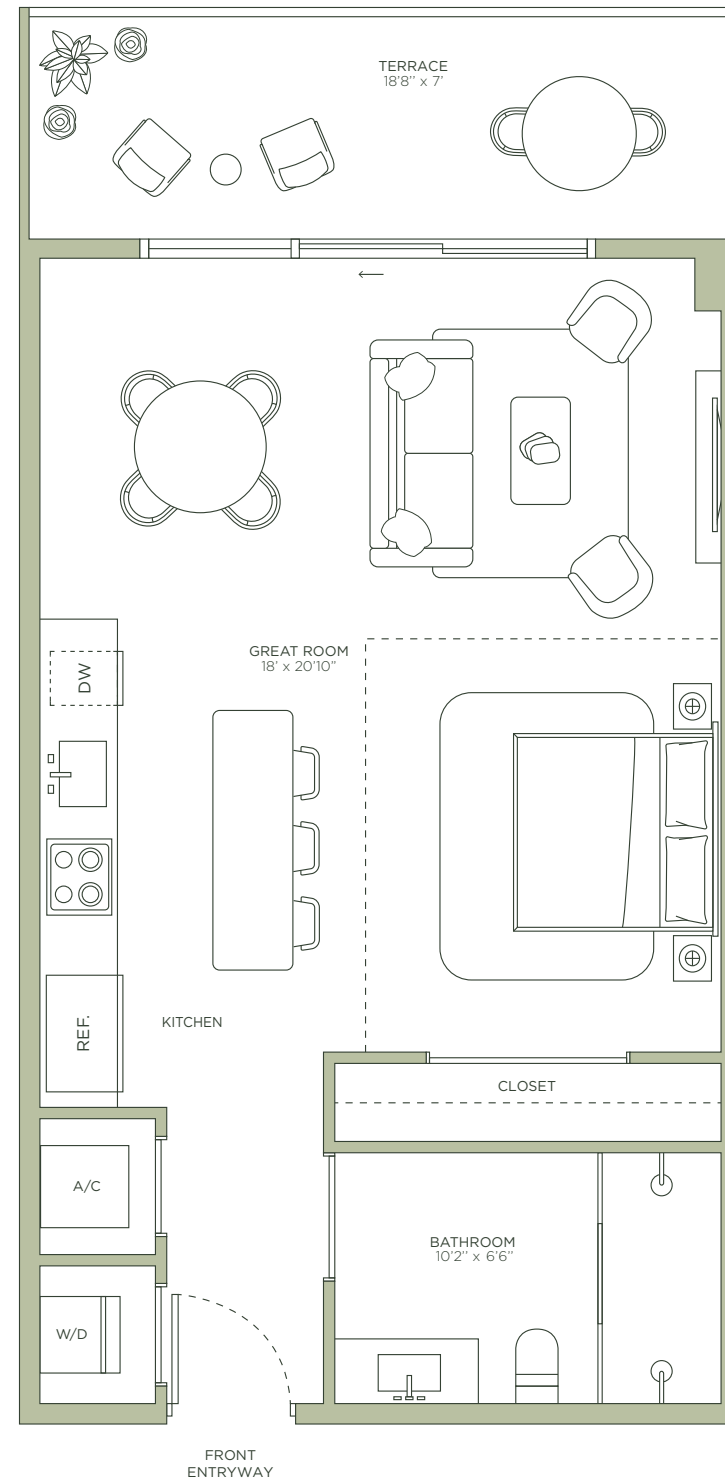 TERRACE
18'8'' x 7'
GREAT ROOM
18' x 20'10"
DW
REF.
KITCHEN
CLOSET
A/C
BATHROOM
10'2'' x 6'6"
W/D
FRONT
ENTRYWAY